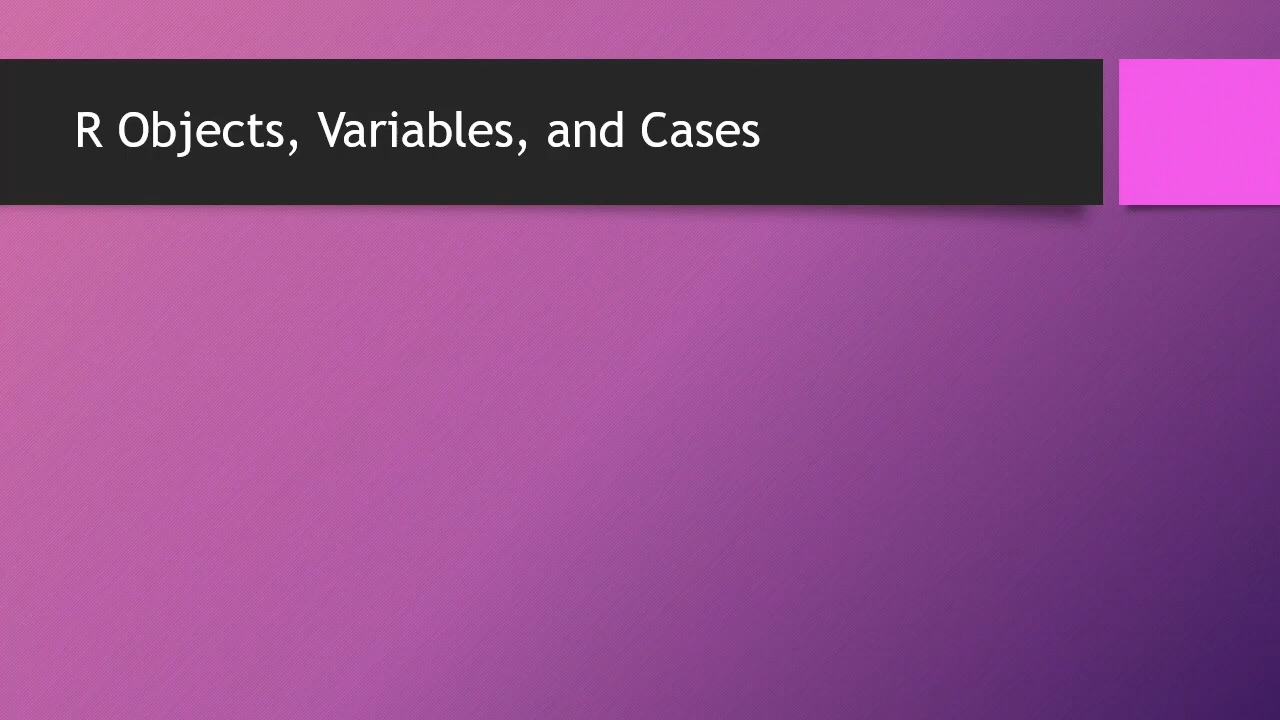 R Objects, Variables, and Cases